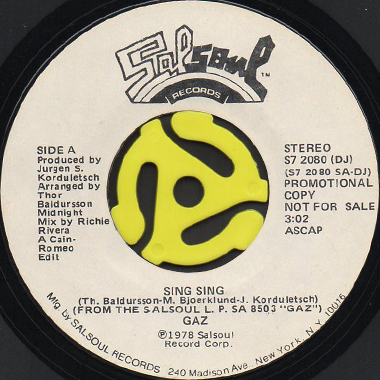 Salsoul
TM
RECORDS
SIDE A
Produced by
Jurgen S.
Korduletsch
Arranged by
Thor
Baldursson
Midnight
Mix by Richie
Rivera
A Cain-
Romeo
Edit
STEREO
S7 2080 (DJ)
(S7 2080 SA-DJ)
PROMOTIONAL
COPY
NOT FOR SALE
3:02
ASCAP
SING SING
(Th. Baldursson-M. Bjoerklund-J. Korduletsch)
(FROM THE SALSOUL L. P. SA 8503 "GAZ")
GAZ
℗1978 Salsoul
Record Corp.
Mfg. by SALSOUL RECORDS 240 Madison Ave., New York, N. Y. 10016